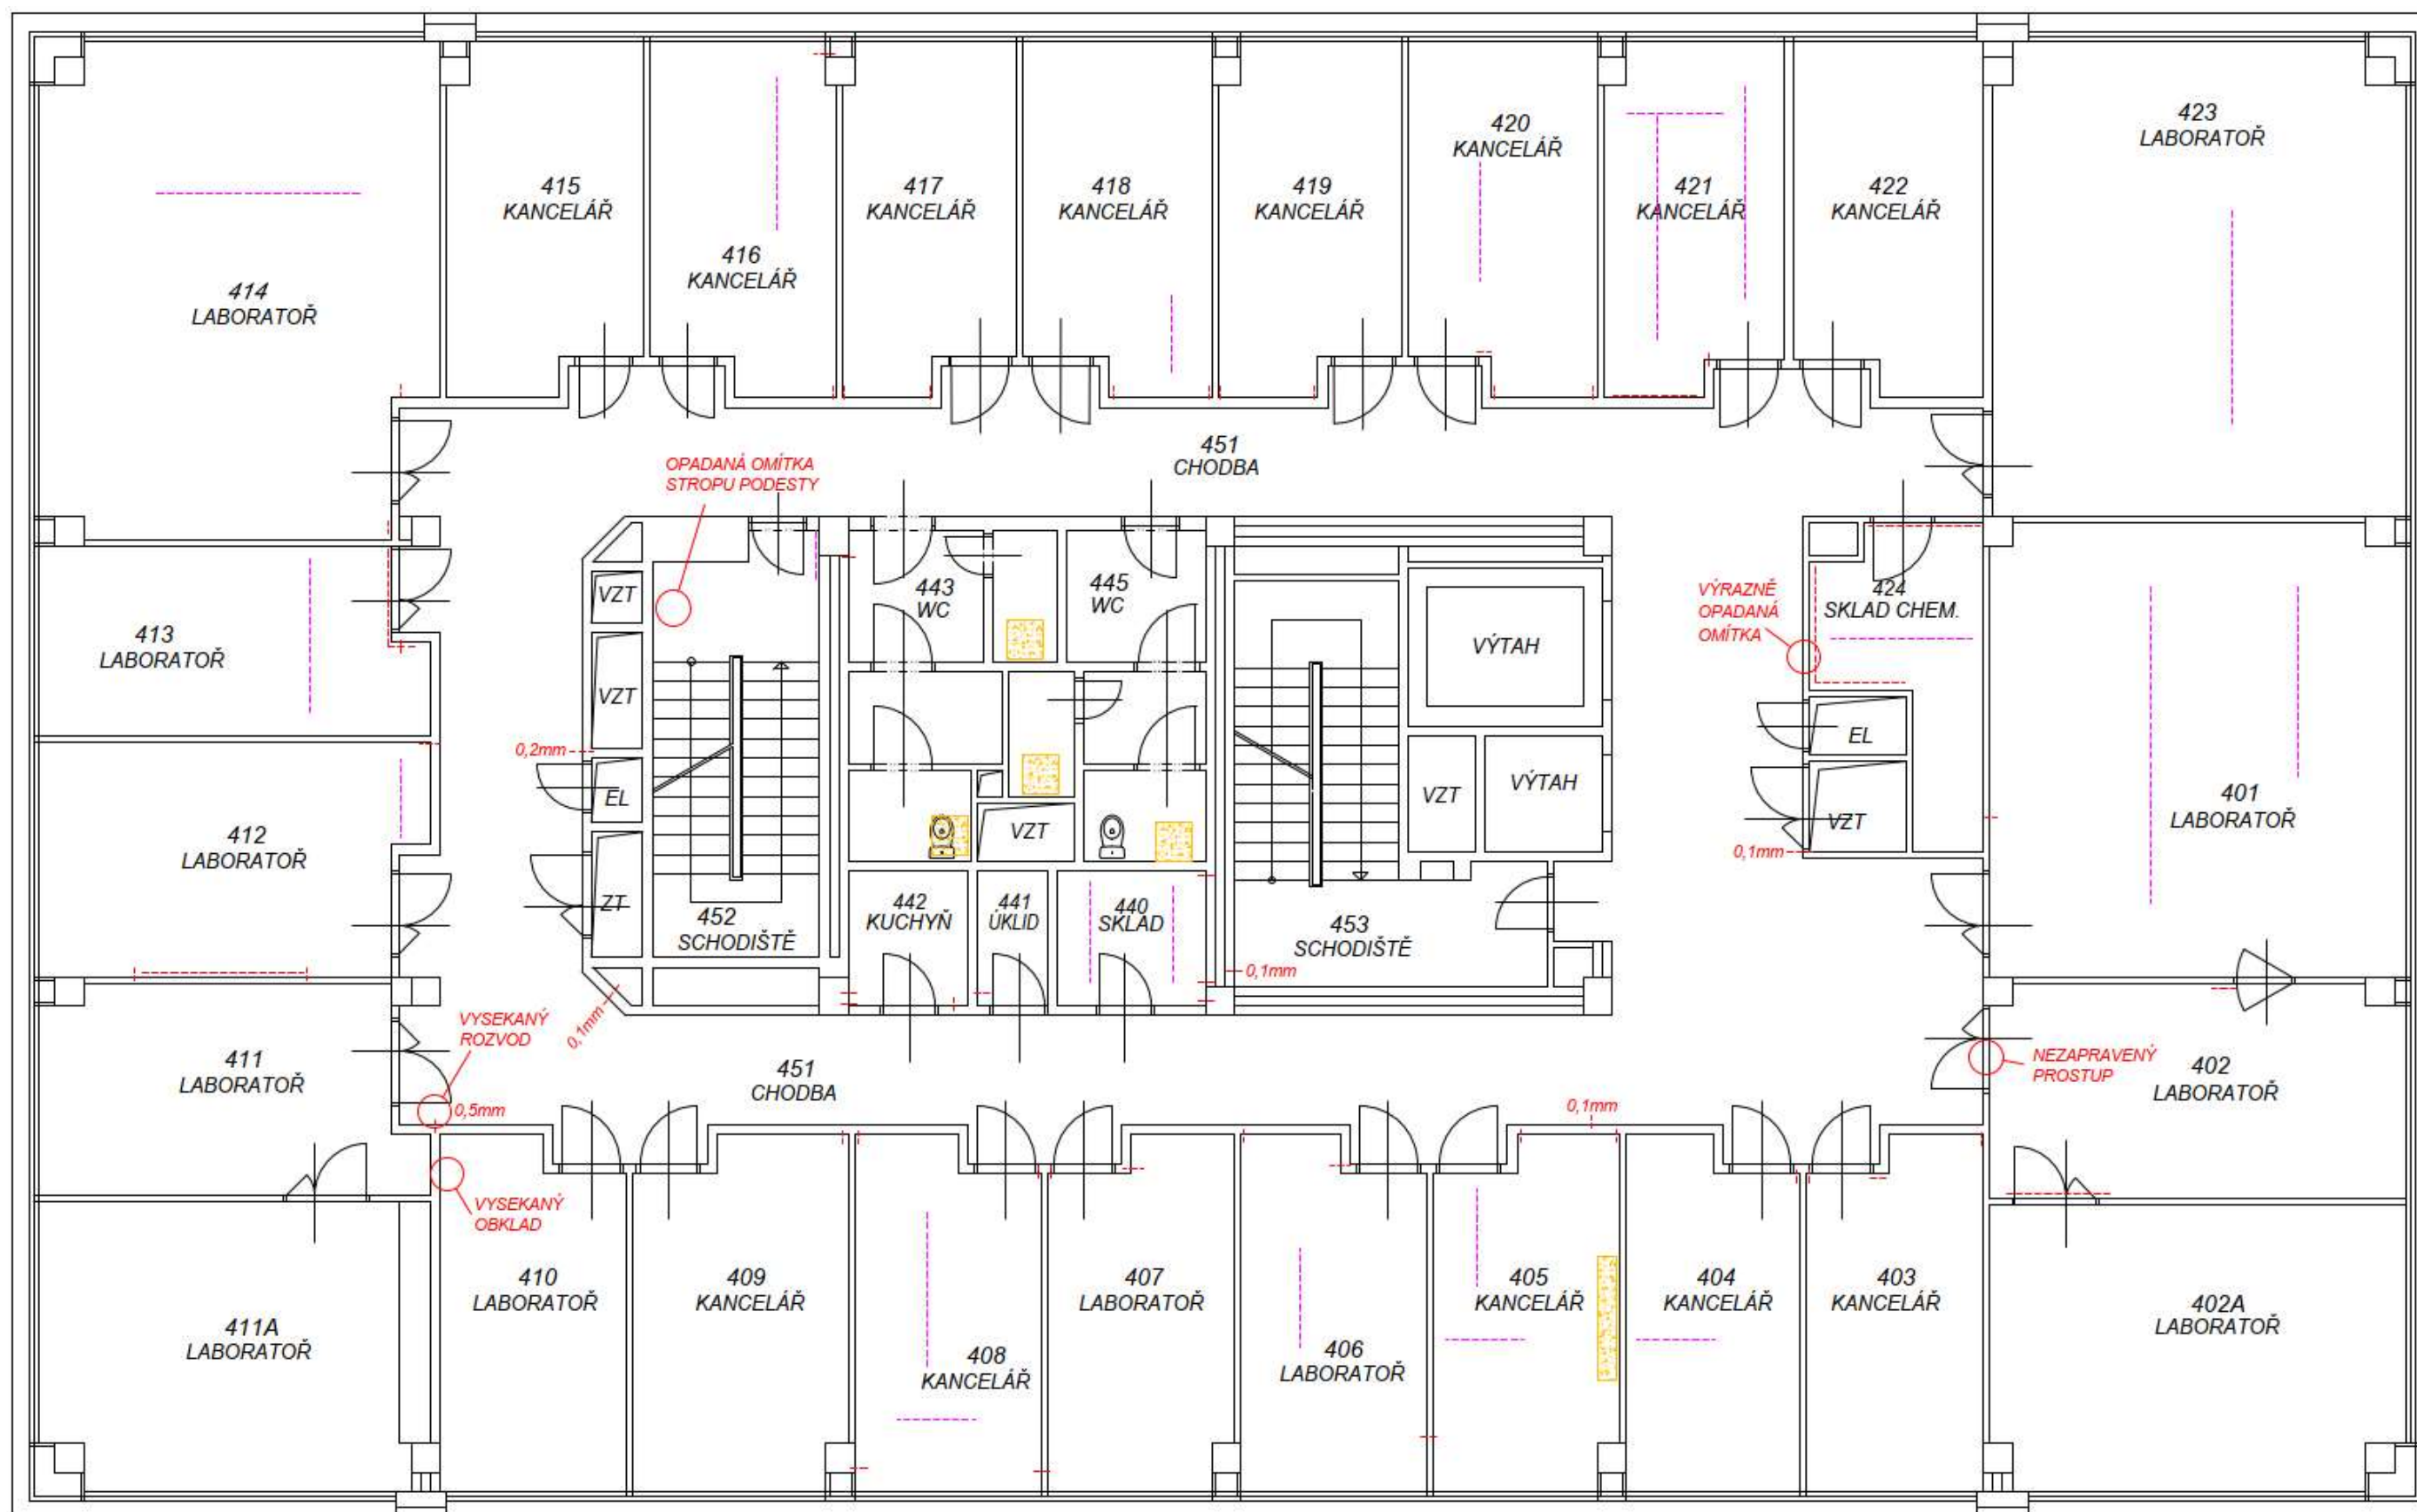 423
LABORATOŘ
420
KANCELÁŘ
415
KANCELÁŘ
417
KANCELÁŘ
418
KANCELÁŘ
419
KANCELÁŘ
421
KANCELÁŘ
422
KANCELÁŘ
416
KANCELÁŘ
414
LABORATOŘ
451
CHODBA
OPADANÁ OMÍTKA
STROPU PODESTY
VZT
443
WC
445
WC
VÝTAH
VÝRAZNĚ
OPADANÁ
OMÍTKA
424
SKLAD CHEM.
413
LABORATOŘ
VZT
0,2mm
EL
EL
VZT
VÝTAH
VZT
401
LABORATOŘ
412
LABORATOŘ
VZT
0,1mm
ZT
452
SCHODIŠTĚ
442
KUCHYŇ
441
ÚKLID
440
SKLAD
453
SCHODIŠTĚ
0,1mm
0,1mm
VYSEKANÝ
ROZVOD
411
LABORATOŘ
451
CHODBA
NEZAPRAVENÝ
PROSTUP
402
LABORATOŘ
0,5mm
0,1mm
VYSEKANÝ
OBKLAD
410
LABORATOŘ
409
KANCELÁŘ
407
LABORATOŘ
405
KANCELÁŘ
404
KANCELÁŘ
403
KANCELÁŘ
402A
LABORATOŘ
411A
LABORATOŘ
408
KANCELÁŘ
406
LABORATOŘ